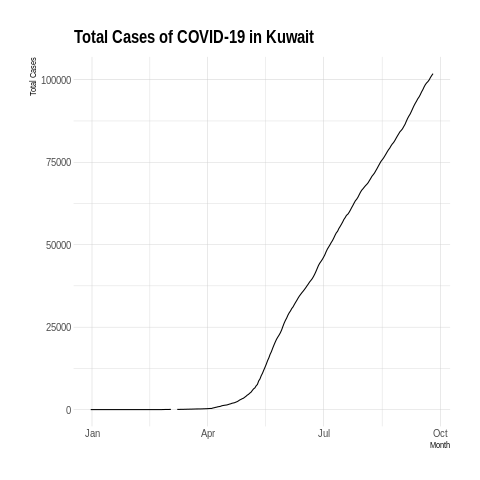 Total Cases of COVID-19 in Kuwait
Total Cases
100000
75000
50000
25000
0
Jan Apr Jul Oct
Month